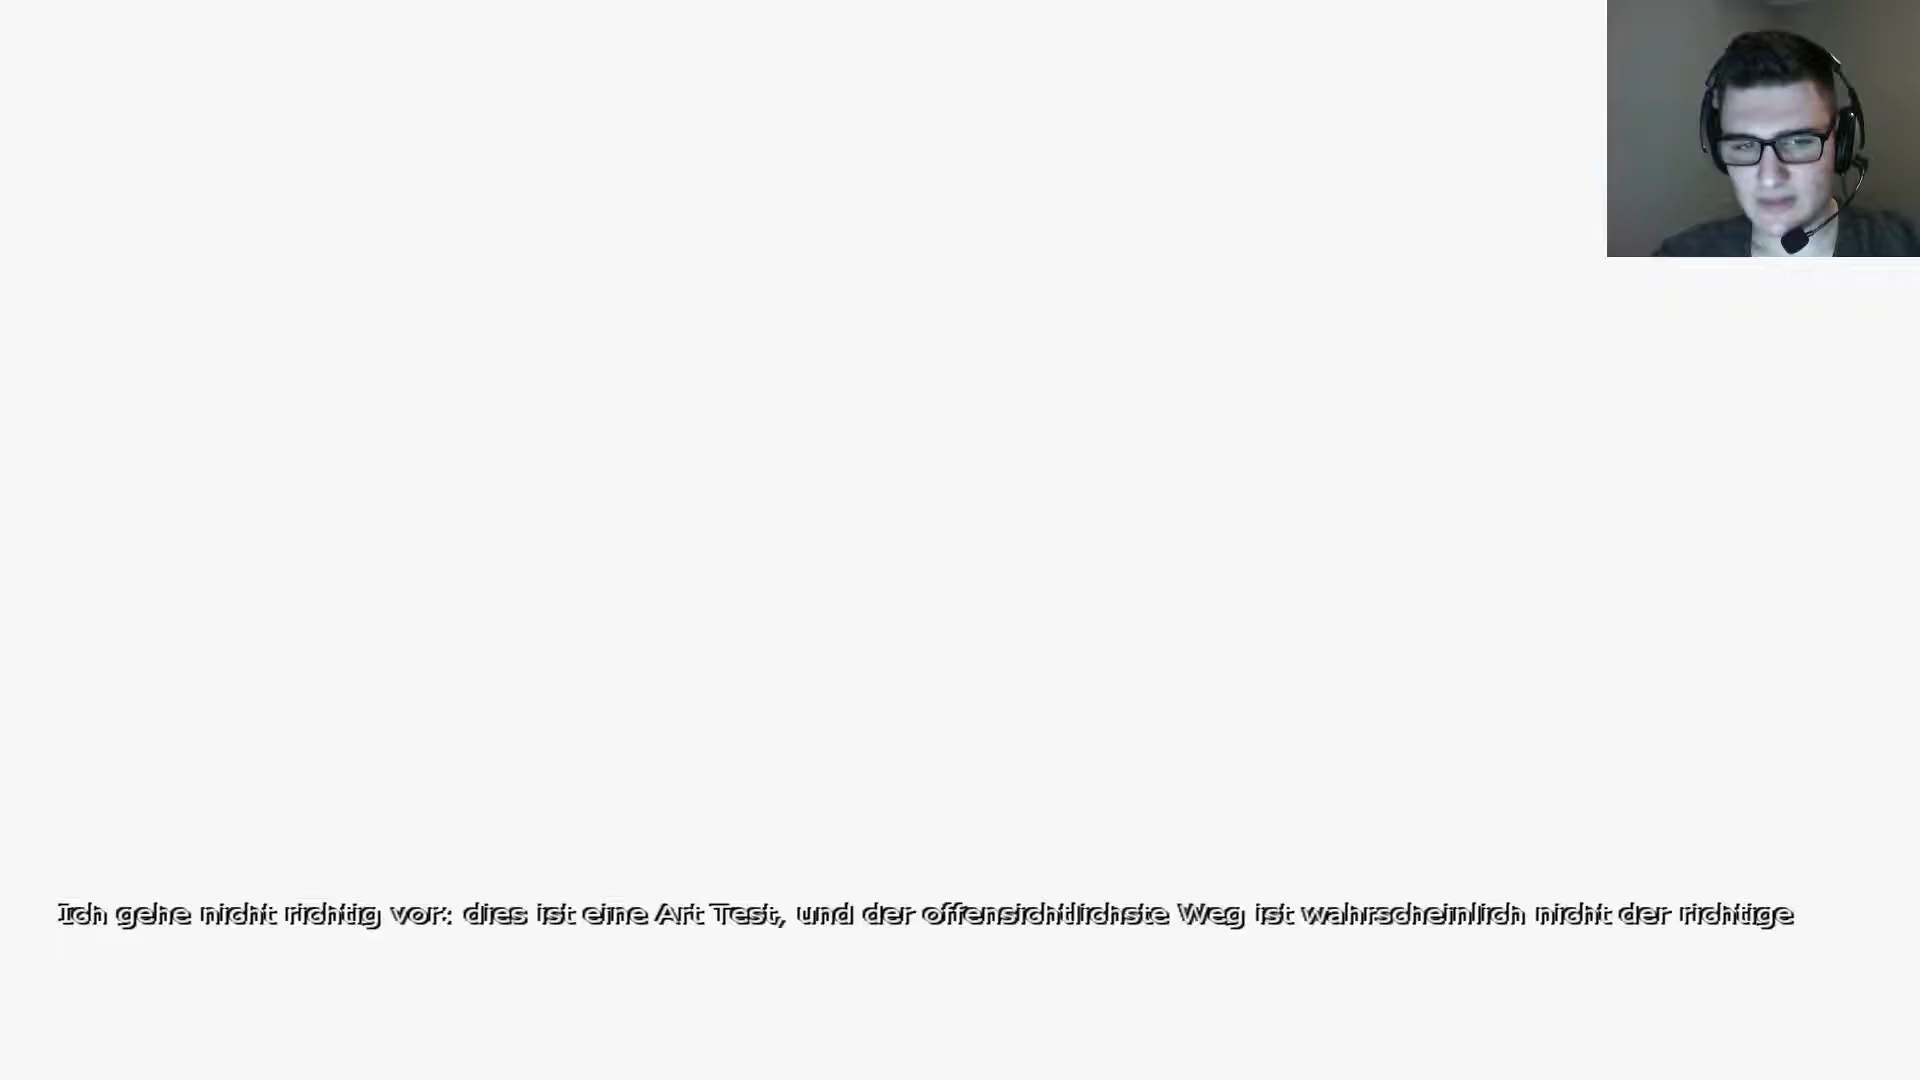 Ich gehe nicht richtig vor: dies ist eine Art Test, und der offensichtlichste Weg ist wahrscheinlich nicht der richtige